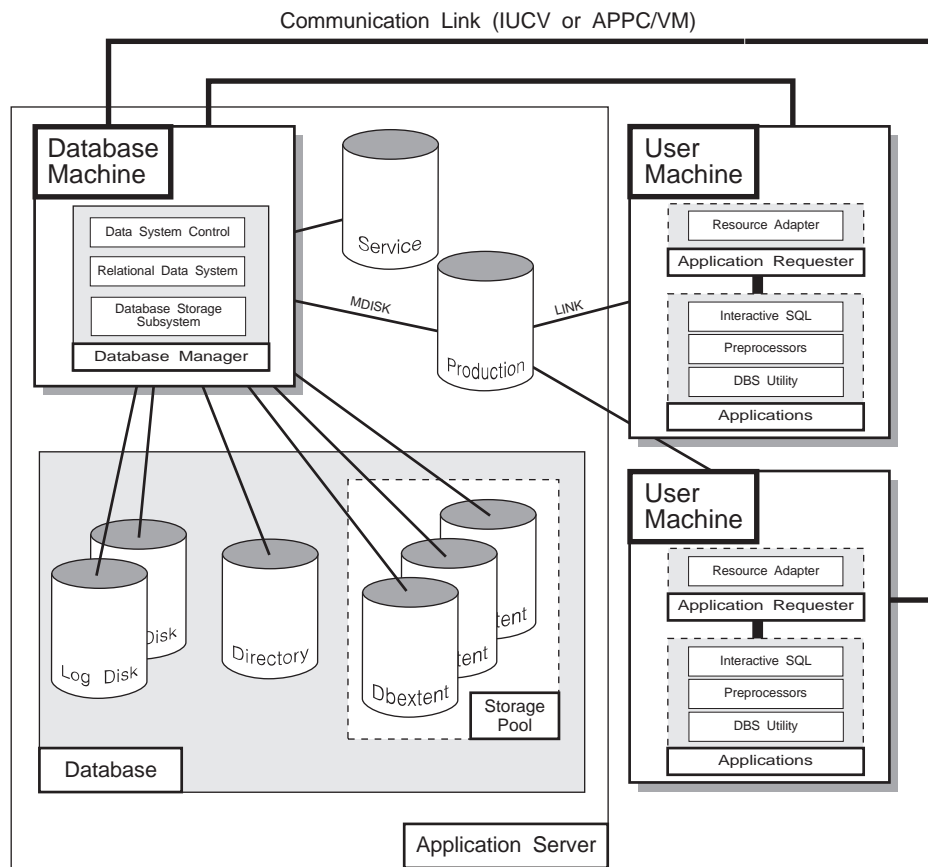 Communication Link (IUCV or APPC/VM)
Database
Machine
Data System Control
Relational Data System
Database Storage
Subsystem
Database Manager
Service
MDISK
Production
LINK
User
Machine
Resource Adapter
Application Requester
Interactive SQL
Preprocessors
DBS Utility
Applications
User
Machine
Resource Adapter
Application Requester
Interactive SQL
Preprocessors
DBS Utility
Applications
Log Disk
Disk
Directory
Dbextent
tent
tent
Storage
Pool
Database
Application Server